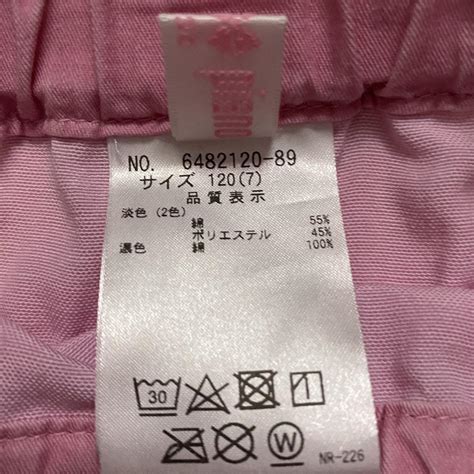 NO. 6482120-89
サイズ 120(7)
品質表示
淡色 (2色)
綿 55%
ポリエステル 45%
濃色 綿 100%
30
W
NR-226